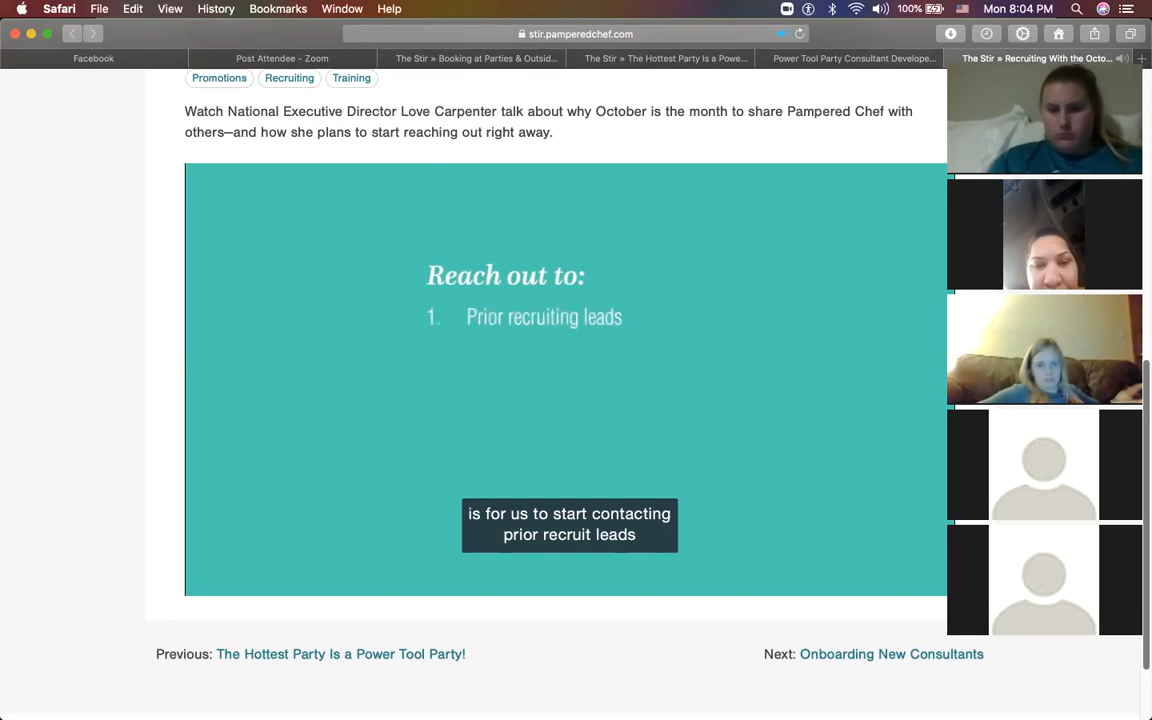 Safari File Edit View History Bookmarks Window Help 100% Mon 8:04 PM
stir.pamperedchef.com
Facebook Post Attendee - Zoom The Stir » Booking at Parties & Outsid... The Stir » The Hottest Party Is a Powe... Power Tool Party Consultant Develope... The Stir » Recruiting With the Octo...
Promotions Recruiting Training
Watch National Executive Director Love Carpenter talk about why October is the month to share Pampered Chef with
others—and how she plans to start reaching out right away.
Reach out to:
1. Prior recruiting leads
is for us to start contacting
prior recruit leads
Previous: The Hottest Party Is a Power Tool Party! Next: Onboarding New Consultants